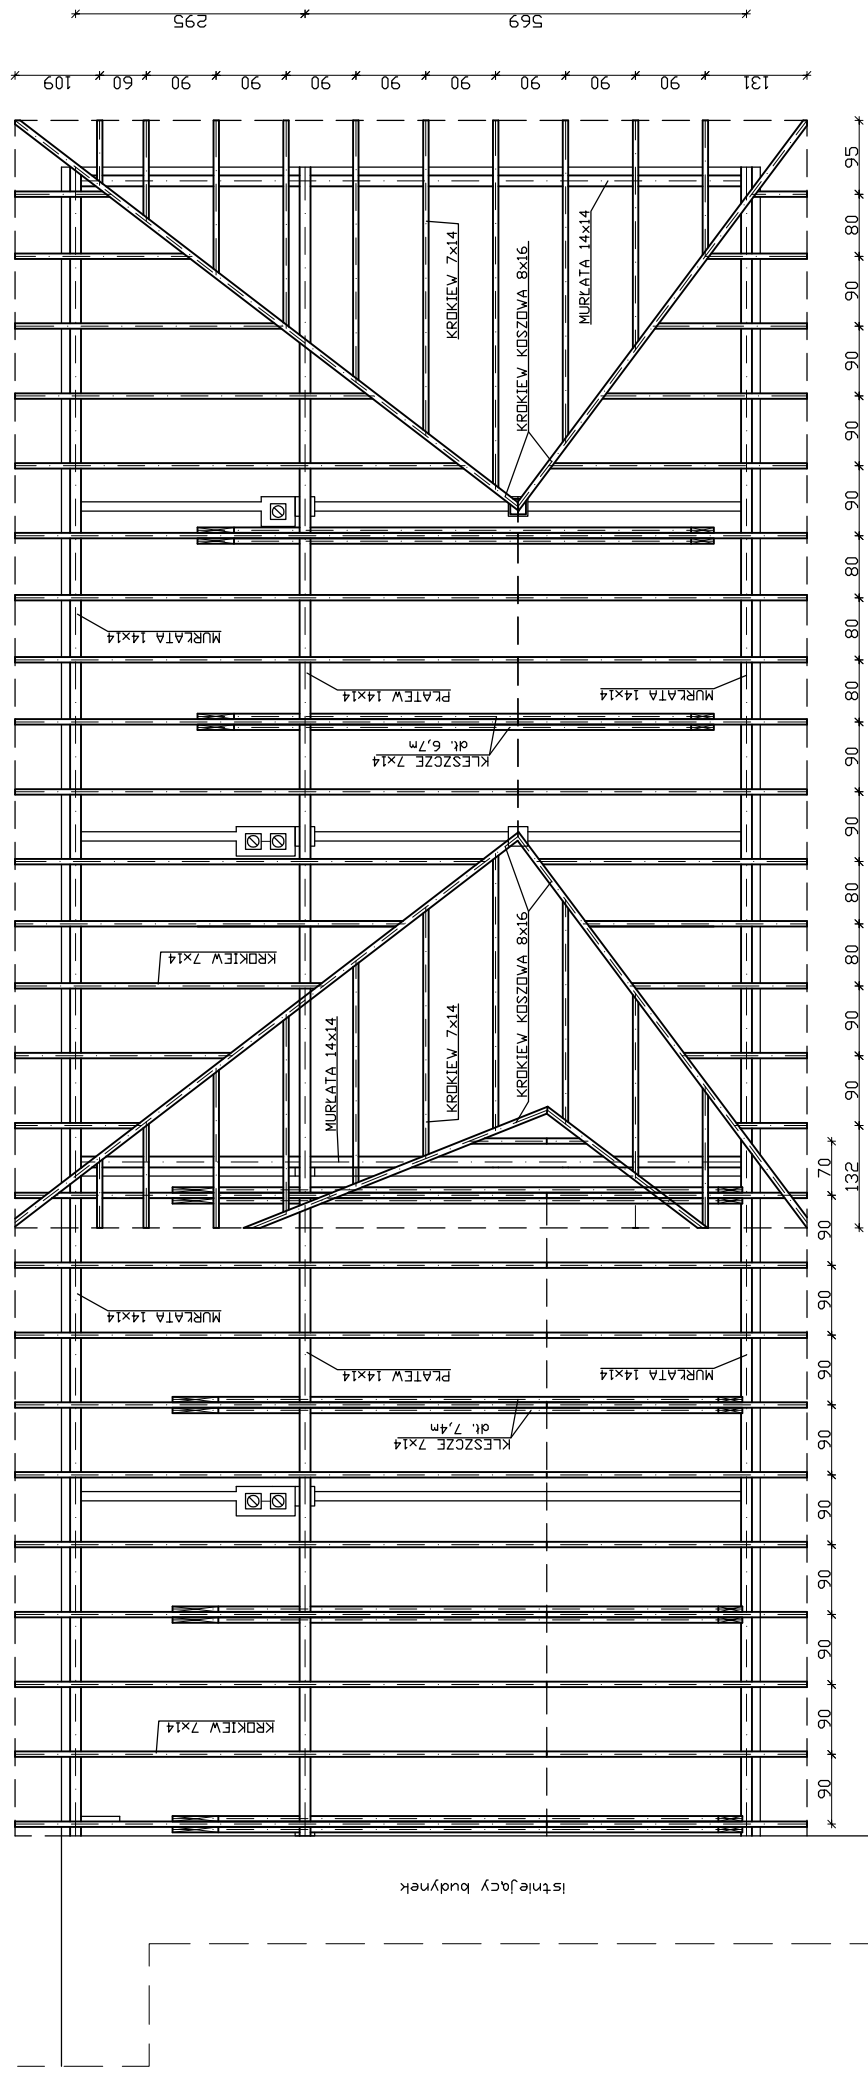 295
569
109
60
90
90
90
90
90
90
90
90
131
KROKIEW 7x14
KROKIEW KOSZOWA 8x16
MURŁATA 14x14
MURŁATA 14x14
PŁATEW 14x14
MURŁATA 14x14
KLESZCZE 7x14
dł. 6,7m
KROKIEW 7x14
MURŁATA 14x14
KROKIEW 7x14
KROKIEW KOSZOWA 8x16
MURŁATA 14x14
PŁATEW 14x14
MURŁATA 14x14
KLESZCZE 7x14
dł. 7,4m
KROKIEW 7x14
istniejący budynek
95
80
90
90
90
90
80
80
80
90
90
80
80
90
90
132
70
90
90
90
90
90
90
90
90
90